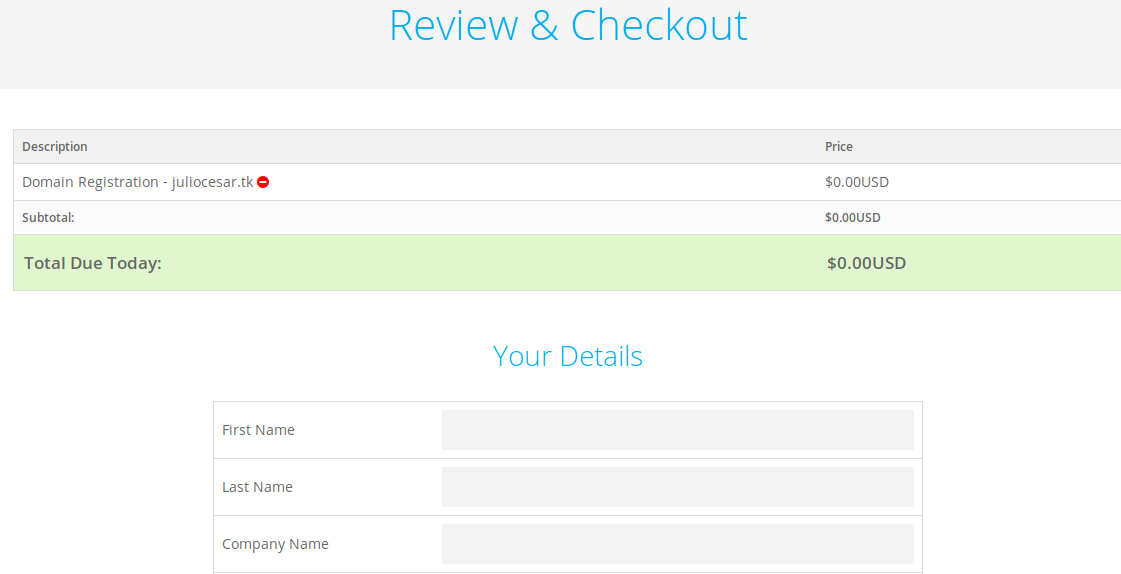 Review & Checkout
Description Price
Domain Registration - juliocesar.tk $0.00USD
Subtotal: $0.00USD
Total Due Today: $0.00USD
Your Details
First Name
Last Name
Company Name